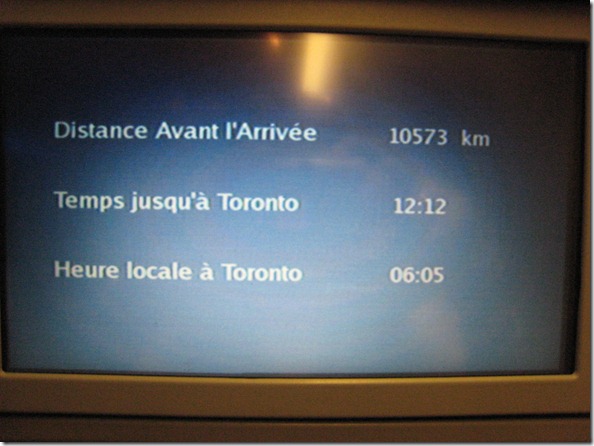 Distance Avant l'Arrivée 10573 km
Temps jusqu'à Toronto 12:12
Heure locale à Toronto 06:05